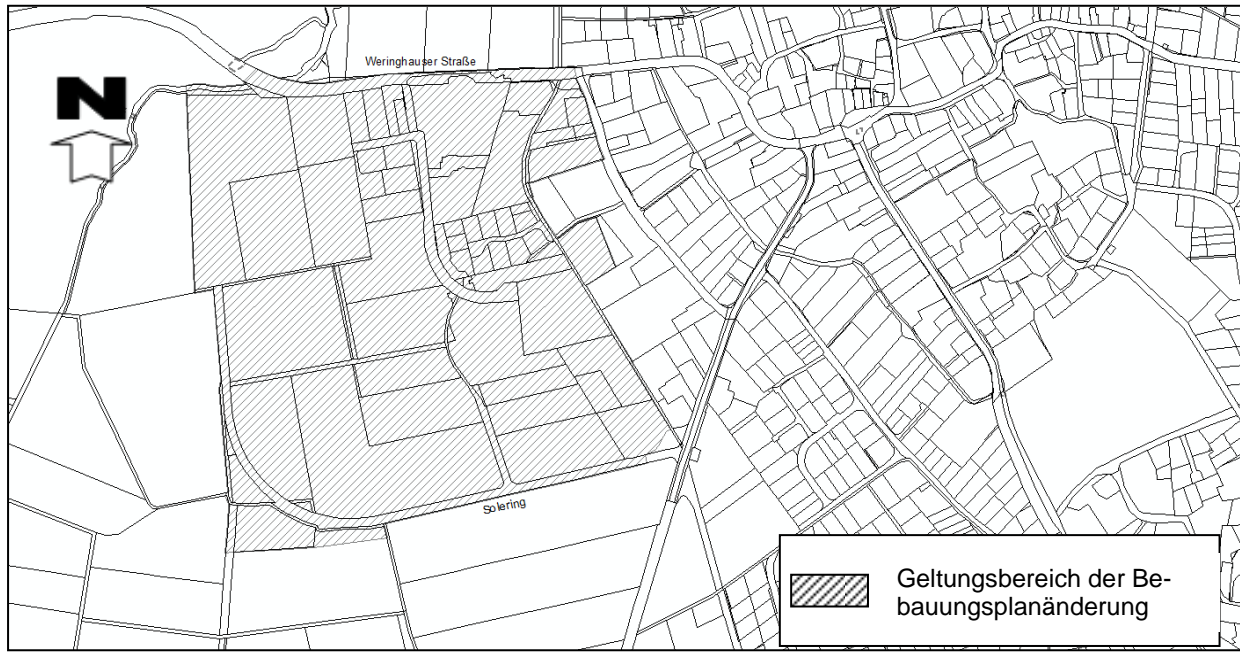 Weringhauser Straße
N
Solering
Geltungsbereich der Be-
bauungsplanänderung